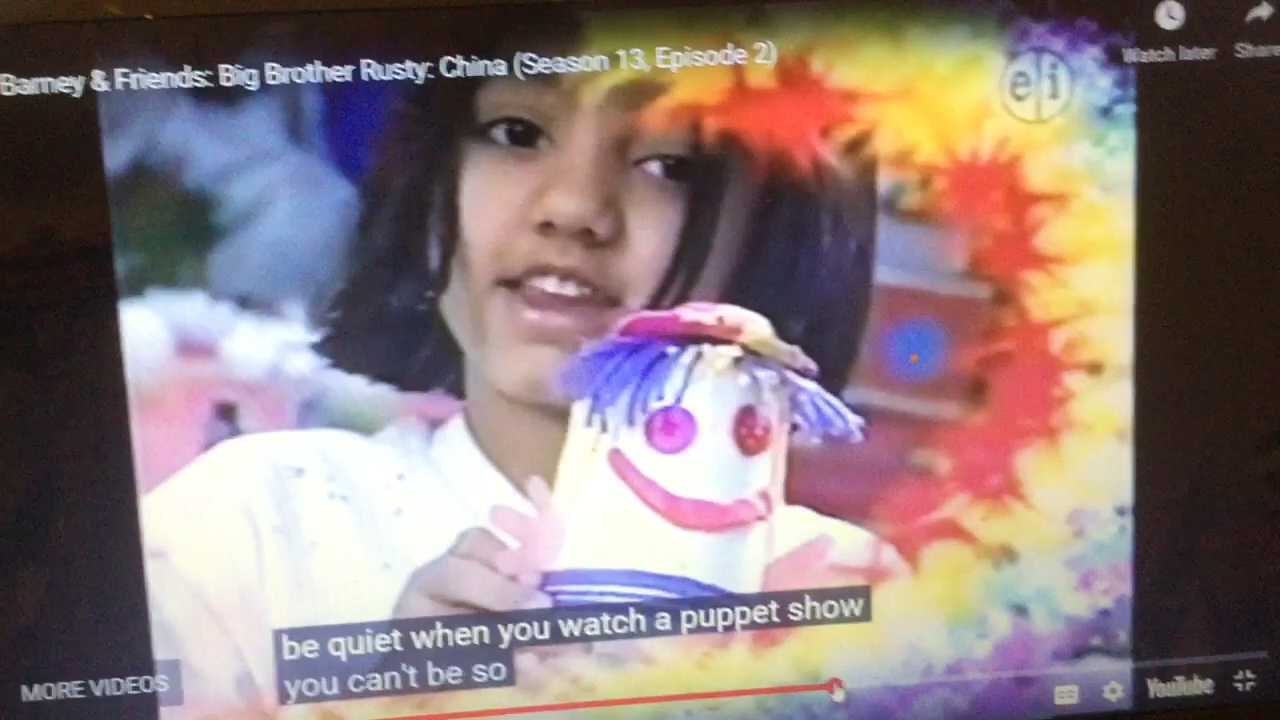 Barney & Friends: Big Brother Rusty: China (Season 13, Episode 2)
Watch later
Share
e/i
be quiet when you watch a puppet show
you can't be so
MORE VIDEOS
YouTube